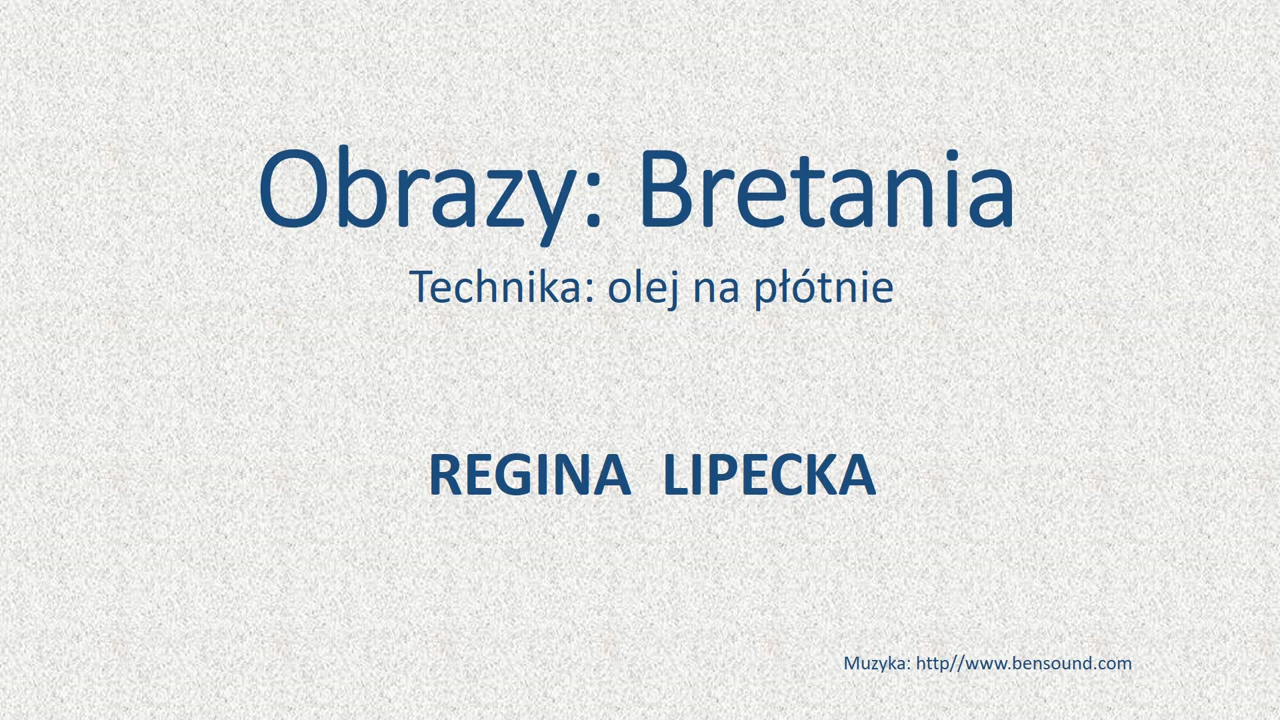 Obrazy: Bretania
Technika: olej na płótnie
REGINA LIPECKA
Muzyka: http//www.bensound.com